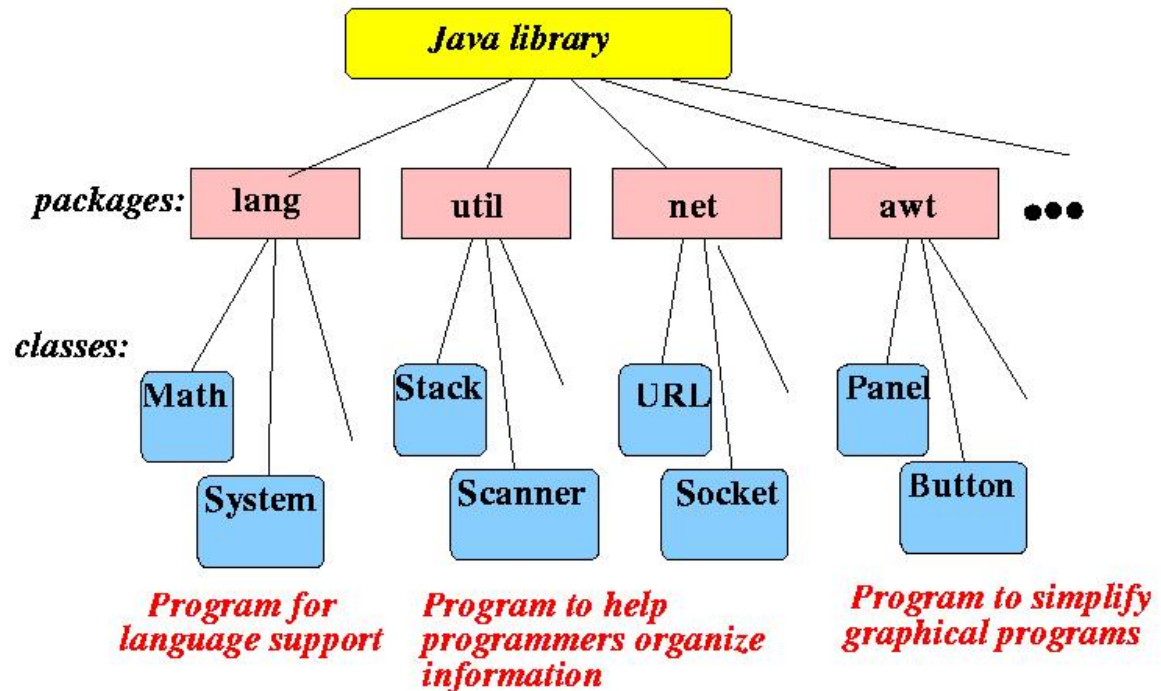 Java library
packages:
lang
util
net
awt
classes:
Math
Stack
URL
Panel
System
Scanner
Socket
Button
Program for
language support
Program to help
programmers organize
information
Program to simplify
graphical programs